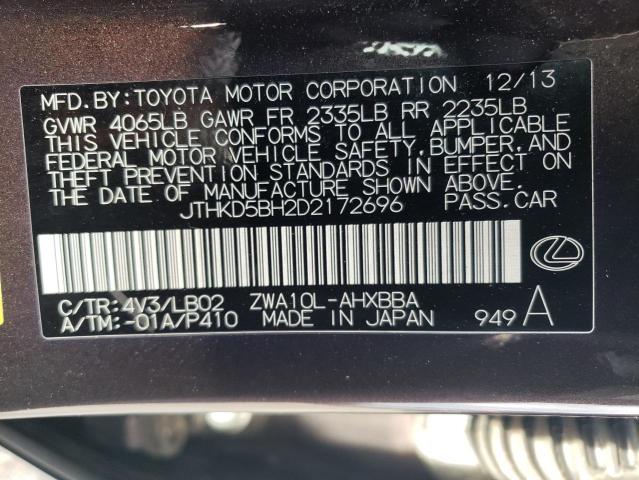 MFD. BY: TOYOTA MOTOR CORPORATION 12/13
GVWR 4065LB GAWR FR 2335LB RR 2235LB
THIS VEHICLE CONFORMS TO ALL APPLICABLE
FEDERAL MOTOR VEHICLE SAFETY, BUMPER, AND
THEFT PREVENTION STANDARDS IN EFFECT ON
THE DATE OF MANUFACTURE SHOWN ABOVE.
JTHKD5BH2D2172696 PASS.CAR
C/TR: 4V3/LB02 ZWA10L-AHXBBA
A/TM: -01A/P410 MADE IN JAPAN 949 A